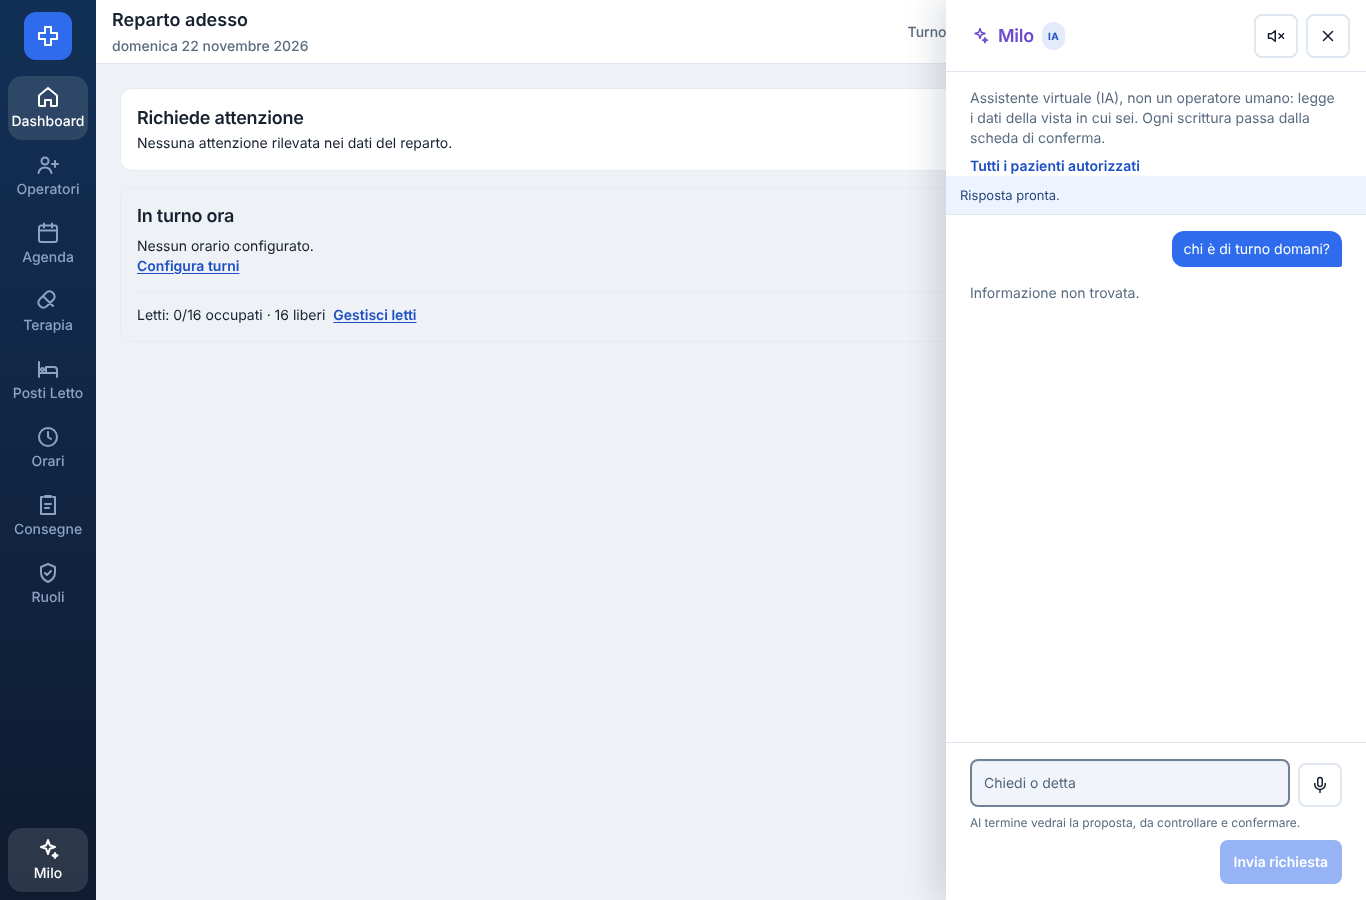 Dashboard
Operatori
Agenda
Terapia
Posti Letto
Orari
Consegne
Ruoli
Milo
Reparto adesso
domenica 22 novembre 2026
Turno
Richiede attenzione
Nessuna attenzione rilevata nei dati del reparto.
In turno ora
Nessun orario configurato.
Configura turni
Letti: 0/16 occupati · 16 liberi Gestisci letti
Milo IA
Assistente virtuale (IA), non un operatore umano: legge
i dati della vista in cui sei. Ogni scrittura passa dalla
scheda di conferma.
Tutti i pazienti autorizzati
Risposta pronta.
chi è di turno domani?
Informazione non trovata.
Chiedi o detta
Al termine vedrai la proposta, da controllare e confermare.
Invia richiesta